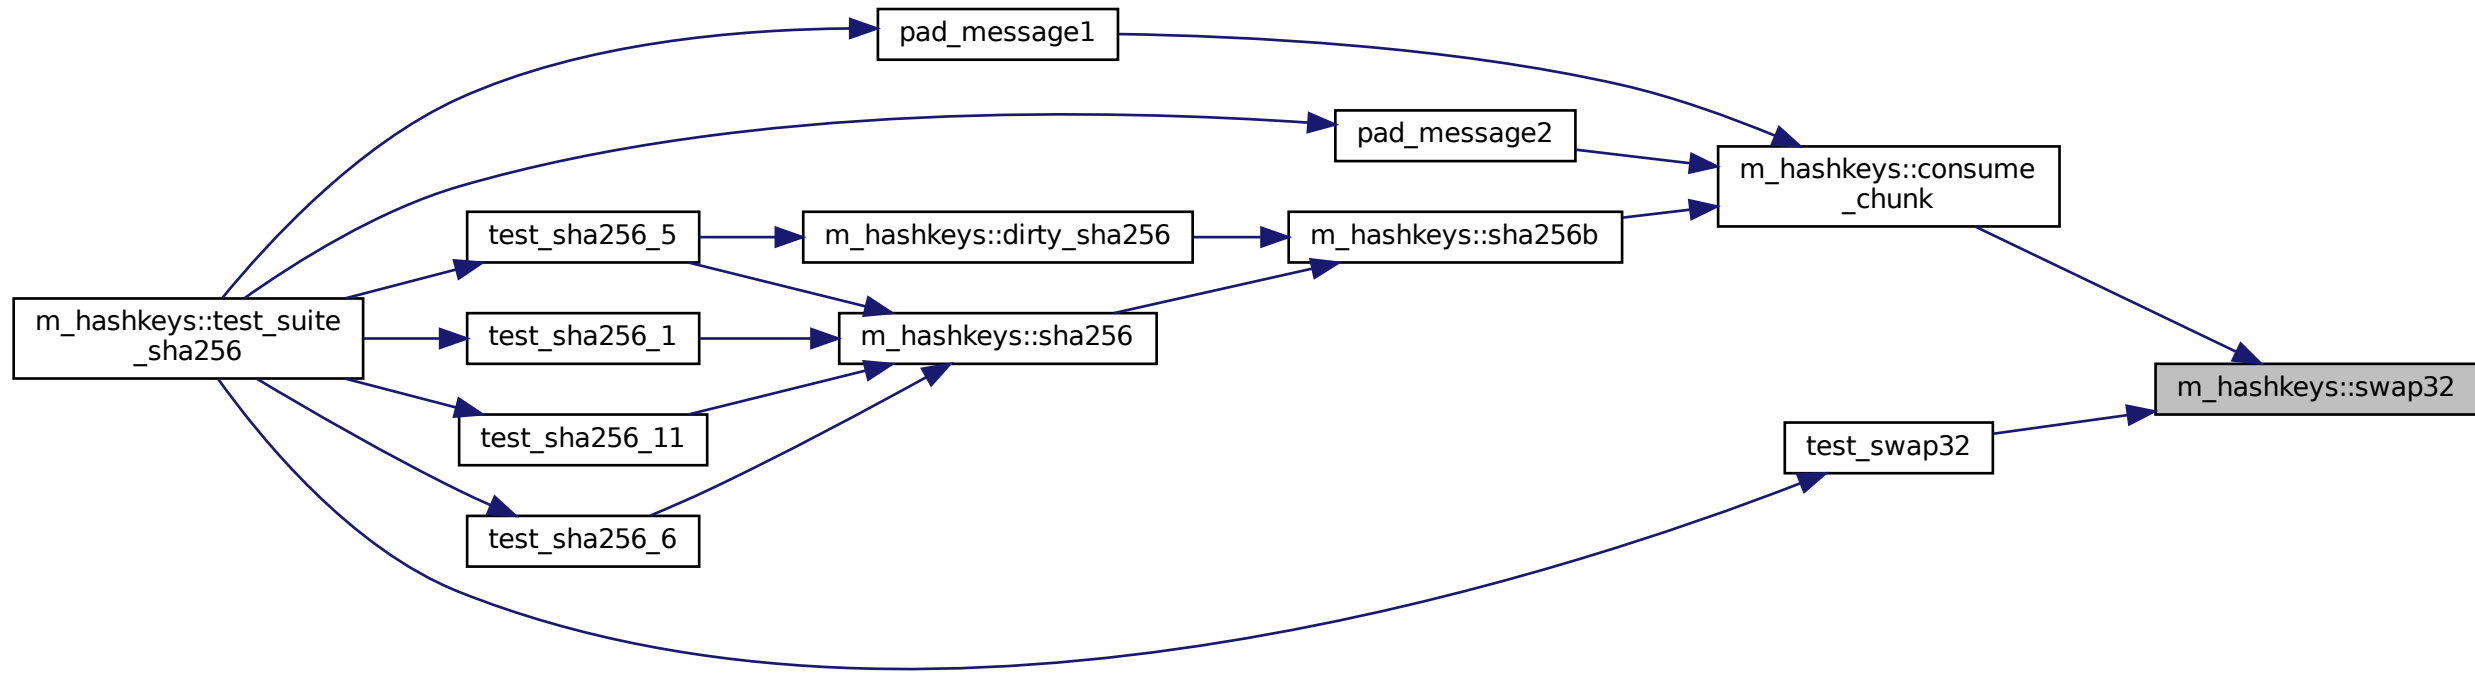 pad_message1
pad_message2
m_hashkeys::consume
_chunk
test_sha256_5
m_hashkeys::dirty_sha256
m_hashkeys::sha256b
m_hashkeys::test_suite
_sha256
test_sha256_1
m_hashkeys::sha256
m_hashkeys::swap32
test_sha256_11
test_swap32
test_sha256_6